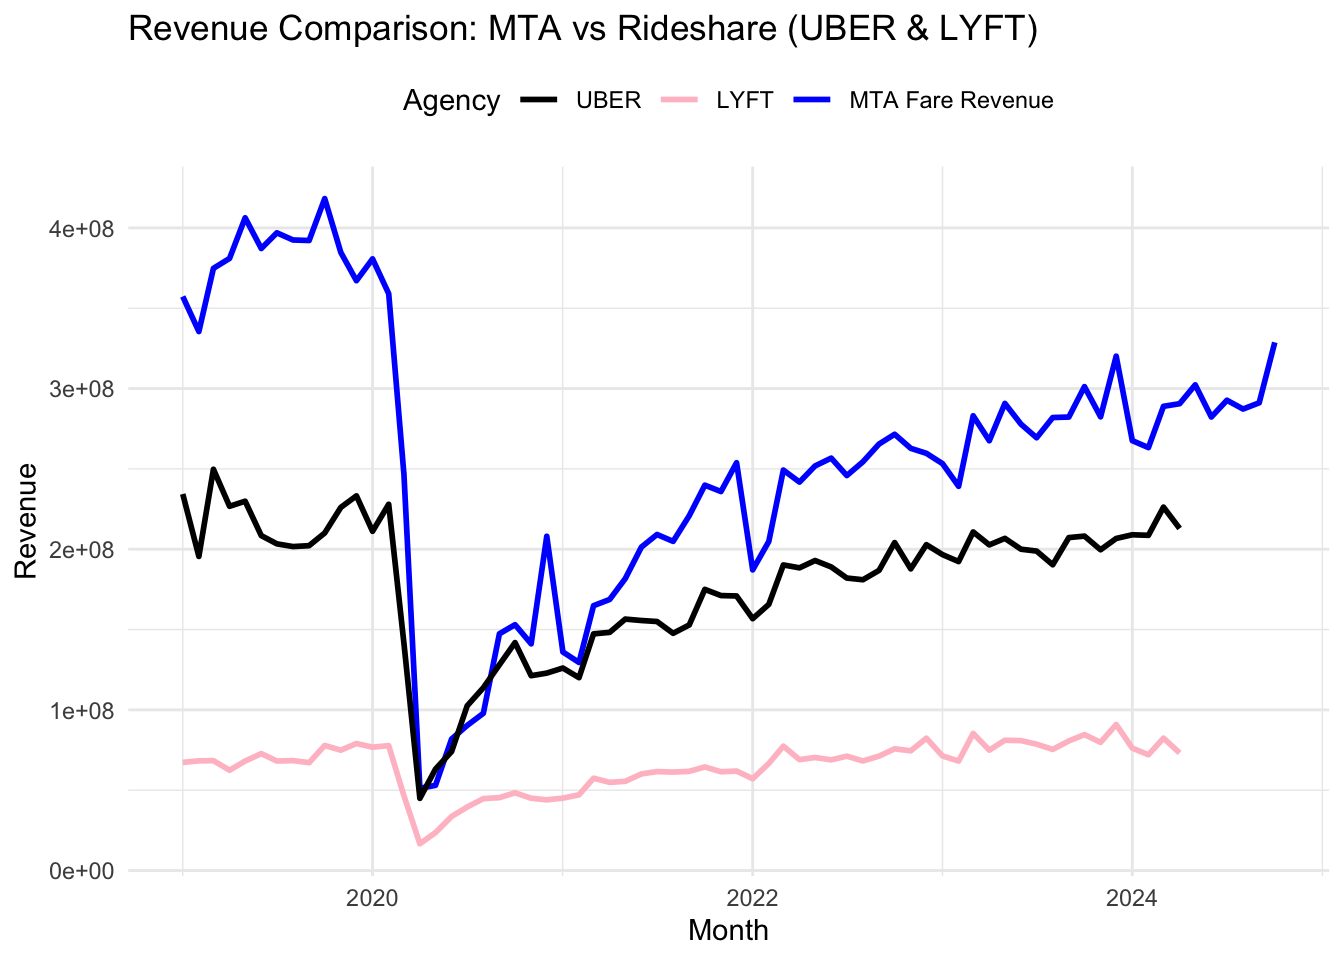 Revenue Comparison: MTA vs Rideshare (UBER & LYFT)
Agency UBER LYFT MTA Fare Revenue
4e+08
3e+08
2e+08
1e+08
0e+00
Revenue
2020 2022 2024
Month